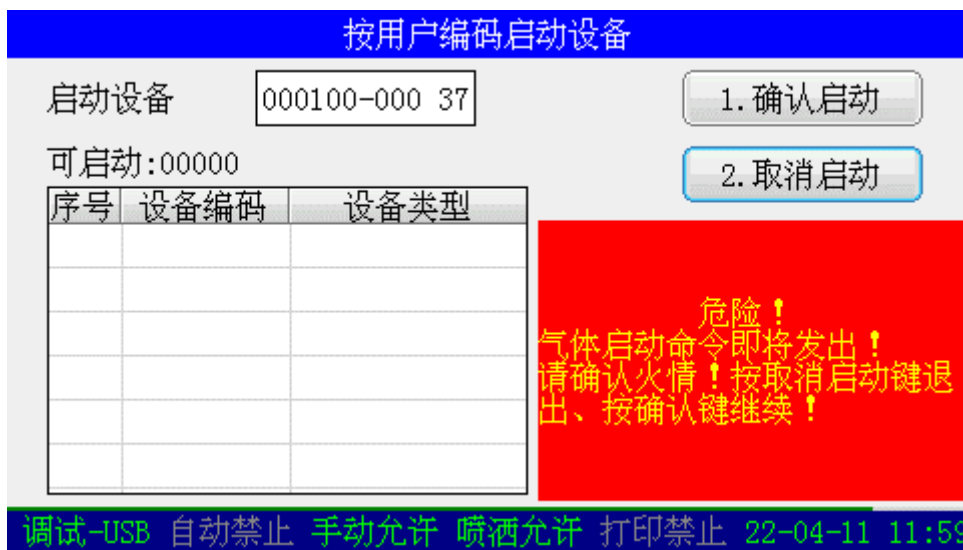 按用户编码启动设备
启动设备 000100-000 37 1.确认启动
可启动:00000 2.取消启动
序号 设备编码 设备类型
危险！
气体启动命令即将发出！
请确认火情！按取消启动键退
出、按确认键继续！
调试-USB 自动禁止 手动允许 喷洒允许 打印禁止 22-04-11 11:59